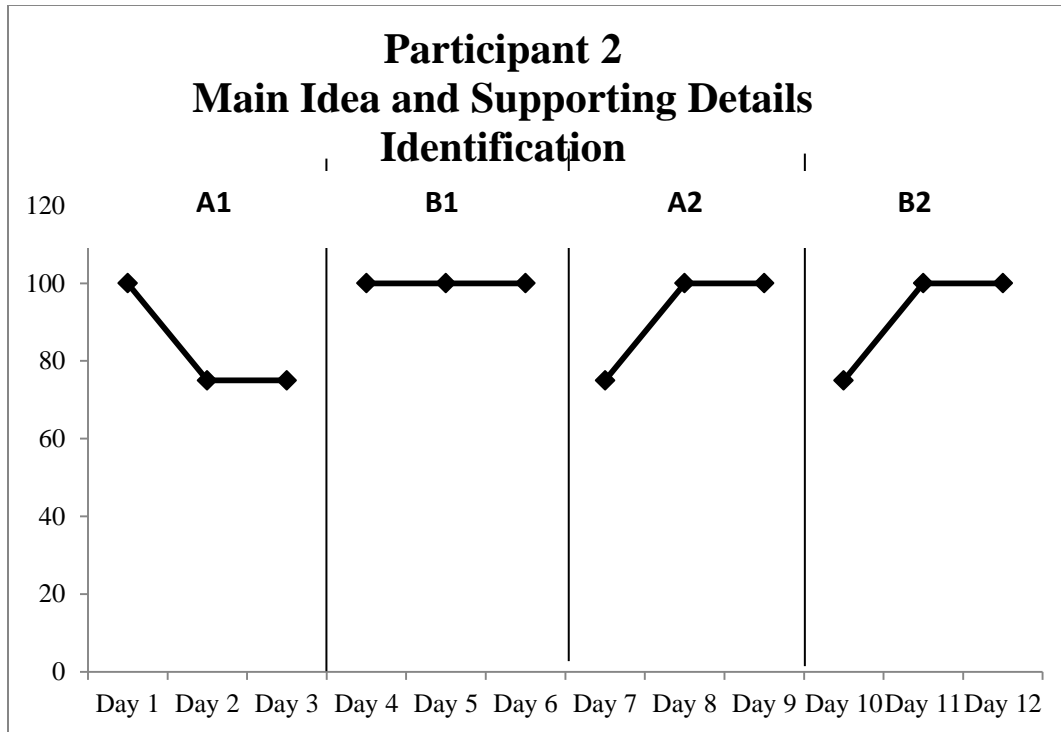 Participant 2
Main Idea and Supporting Details
Identification
A1 B1 A2 B2
120
100
80
60
40
20
0
Day 1 Day 2 Day 3 Day 4 Day 5 Day 6 Day 7 Day 8 Day 9 Day 10 Day 11 Day 12